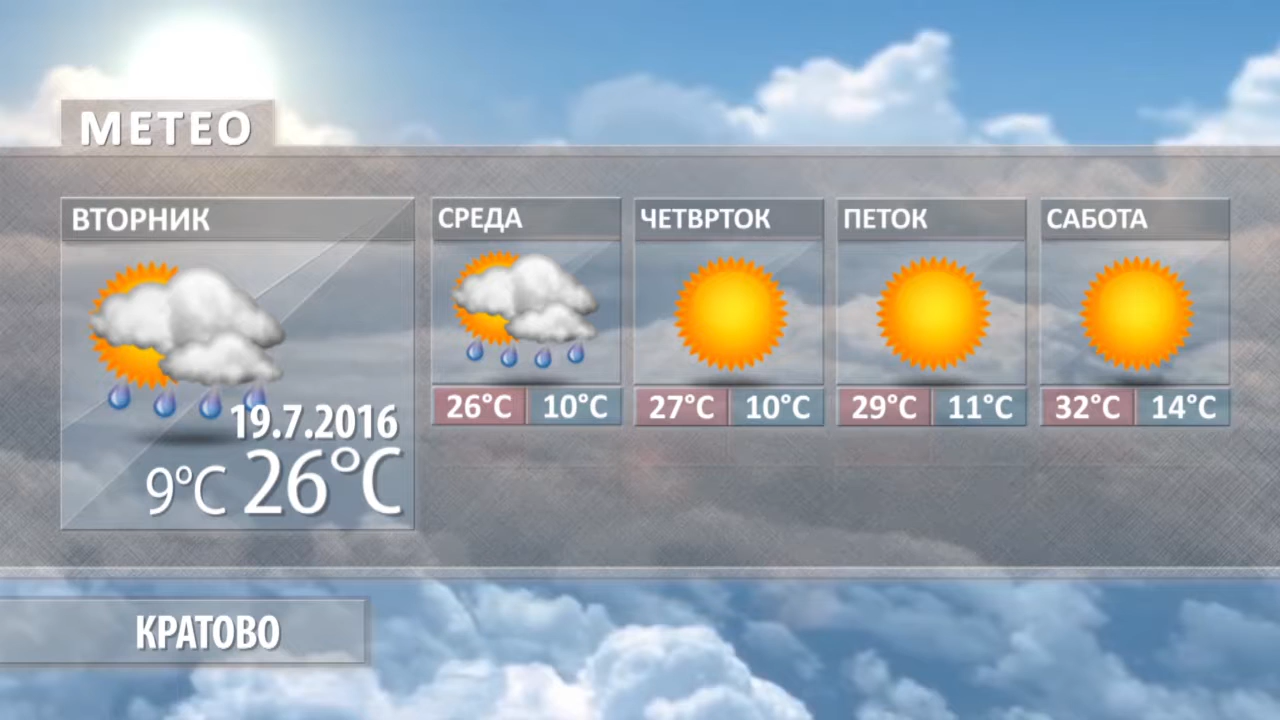 МЕТЕО
ВТОРНИК
19.7.2016
9°C 26°C
СРЕДА
26°C 10°C
ЧЕТВРТОК
27°C 10°C
ПЕТОК
29°C 11°C
САБОТА
32°C 14°C
КРАТОВО